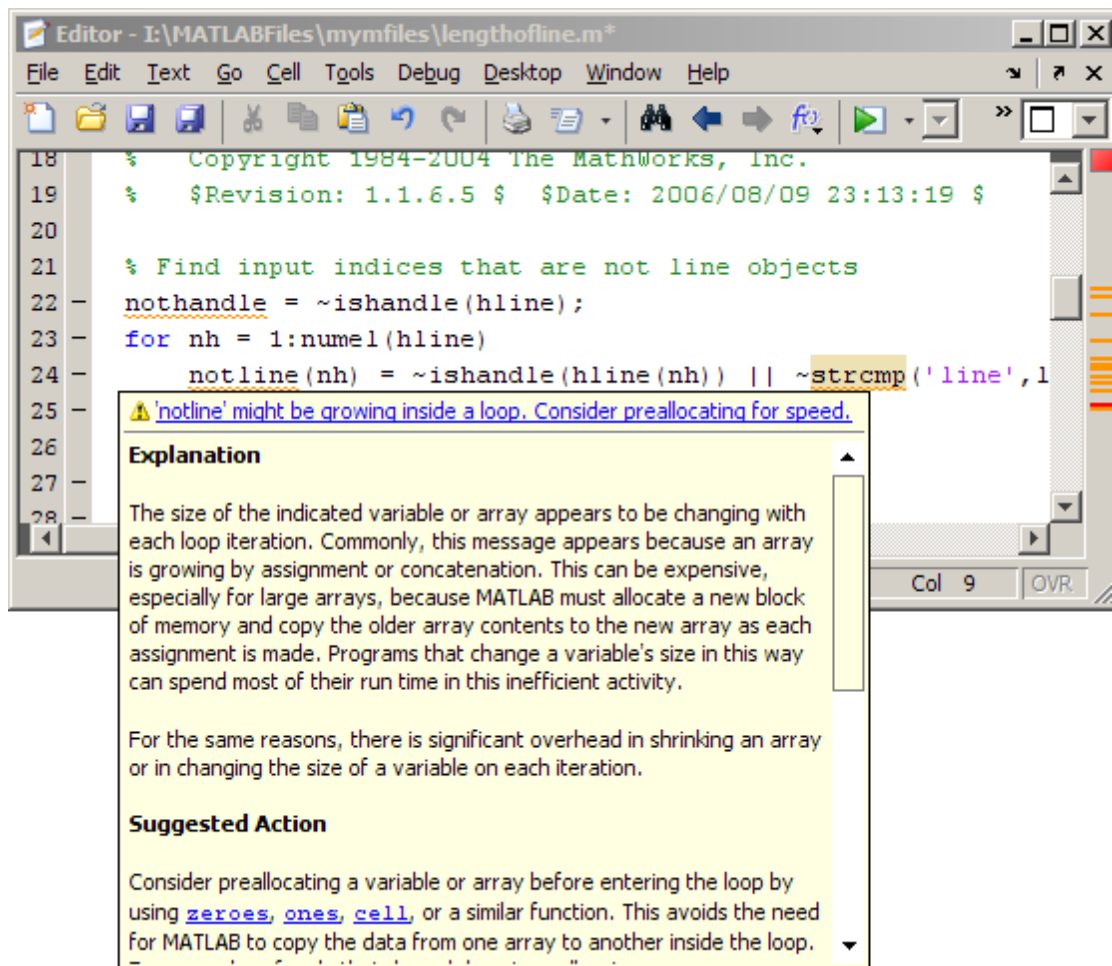 Editor - I:\MATLABFiles\mymfiles\lengthofline.m*
File Edit Text Go Cell Tools Debug Desktop Window Help
18 % Copyright 1984-2004 The MathWorks, Inc.
19 % $Revision: 1.1.6.5 $ $Date: 2006/08/09 23:13:19 $
20
21 % Find input indices that are not line objects
22 – nothandle = ~ishandle(hline);
23 – for nh = 1:numel(hline)
24 – notline(nh) = ~ishandle(hline(nh)) || ~strcmp('line',l
25 –
26
27 –
28 –
'notline' might be growing inside a loop. Consider preallocating for speed.
Explanation
The size of the indicated variable or array appears to be changing with
each loop iteration. Commonly, this message appears because an array
is growing by assignment or concatenation. This can be expensive,
especially for large arrays, because MATLAB must allocate a new block
of memory and copy the older array contents to the new array as each
assignment is made. Programs that change a variable's size in this way
can spend most of their run time in this inefficient activity.
For the same reasons, there is significant overhead in shrinking an array
or in changing the size of a variable on each iteration.
Suggested Action
Consider preallocating a variable or array before entering the loop by
using zeroes, ones, cell, or a similar function. This avoids the need
for MATLAB to copy the data from one array to another inside the loop.
Col 9 OVR